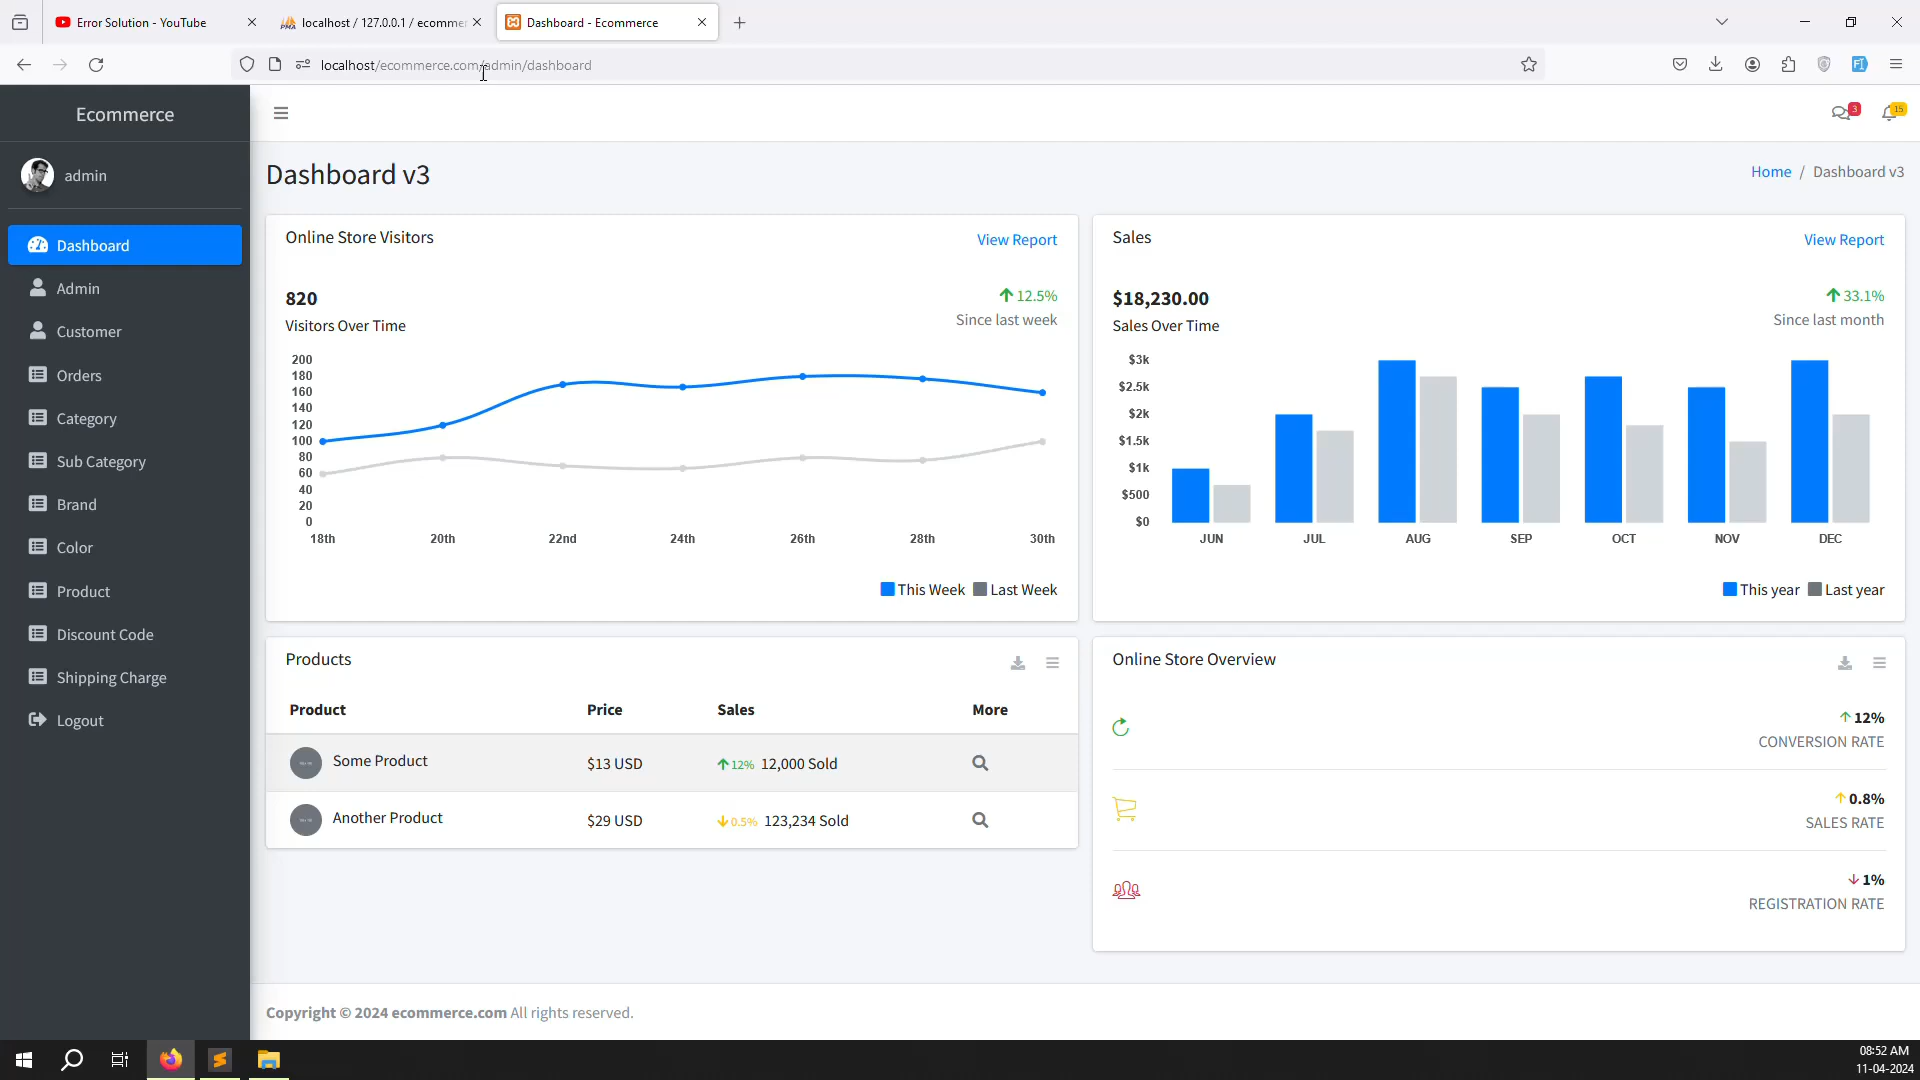 Error Solution - YouTube
localhost / 127.0.0.1 / ecomme
Dashboard - Ecommerce
localhost/ecommerce.com/admin/dashboard
Ecommerce
3
15
admin
Dashboard v3
Home / Dashboard v3
Dashboard
Admin
Customer
Orders
Category
Sub Category
Brand
Color
Product
Discount Code
Shipping Charge
Logout
Online Store Visitors
View Report
820
12.5%
Visitors Over Time
Since last week
200
180
160
140
120
100
80
60
40
20
0
18th 20th 22nd 24th 26th 28th 30th
This Week Last Week
Sales
View Report
$18,230.00
33.1%
Sales Over Time
Since last month
$3k
$2.5k
$2k
$1.5k
$1k
$500
$0
JUN JUL AUG SEP OCT NOV DEC
This year Last year
Products
Product Price Sales More
Some Product $13 USD 12% 12,000 Sold
Another Product $29 USD 0.5% 123,234 Sold
Online Store Overview
12%
CONVERSION RATE
0.8%
SALES RATE
1%
REGISTRATION RATE
Copyright © 2024 ecommerce.com All rights reserved.
08:52 AM
11-04-2024